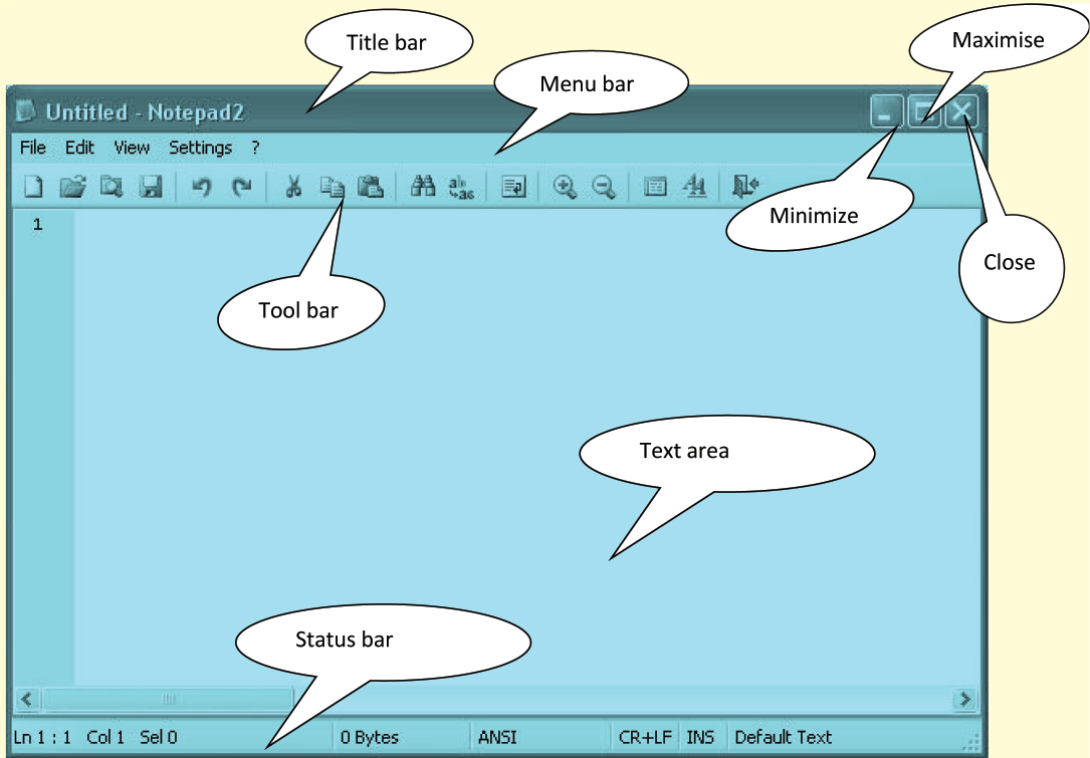 Title bar
Maximise
Menu bar
Untitled - Notepad2
File Edit View Settings ?
Minimize
1
Close
Tool bar
Text area
Status bar
Ln 1 : 1 Col 1 Sel 0 0 Bytes ANSI CR+LF INS Default Text